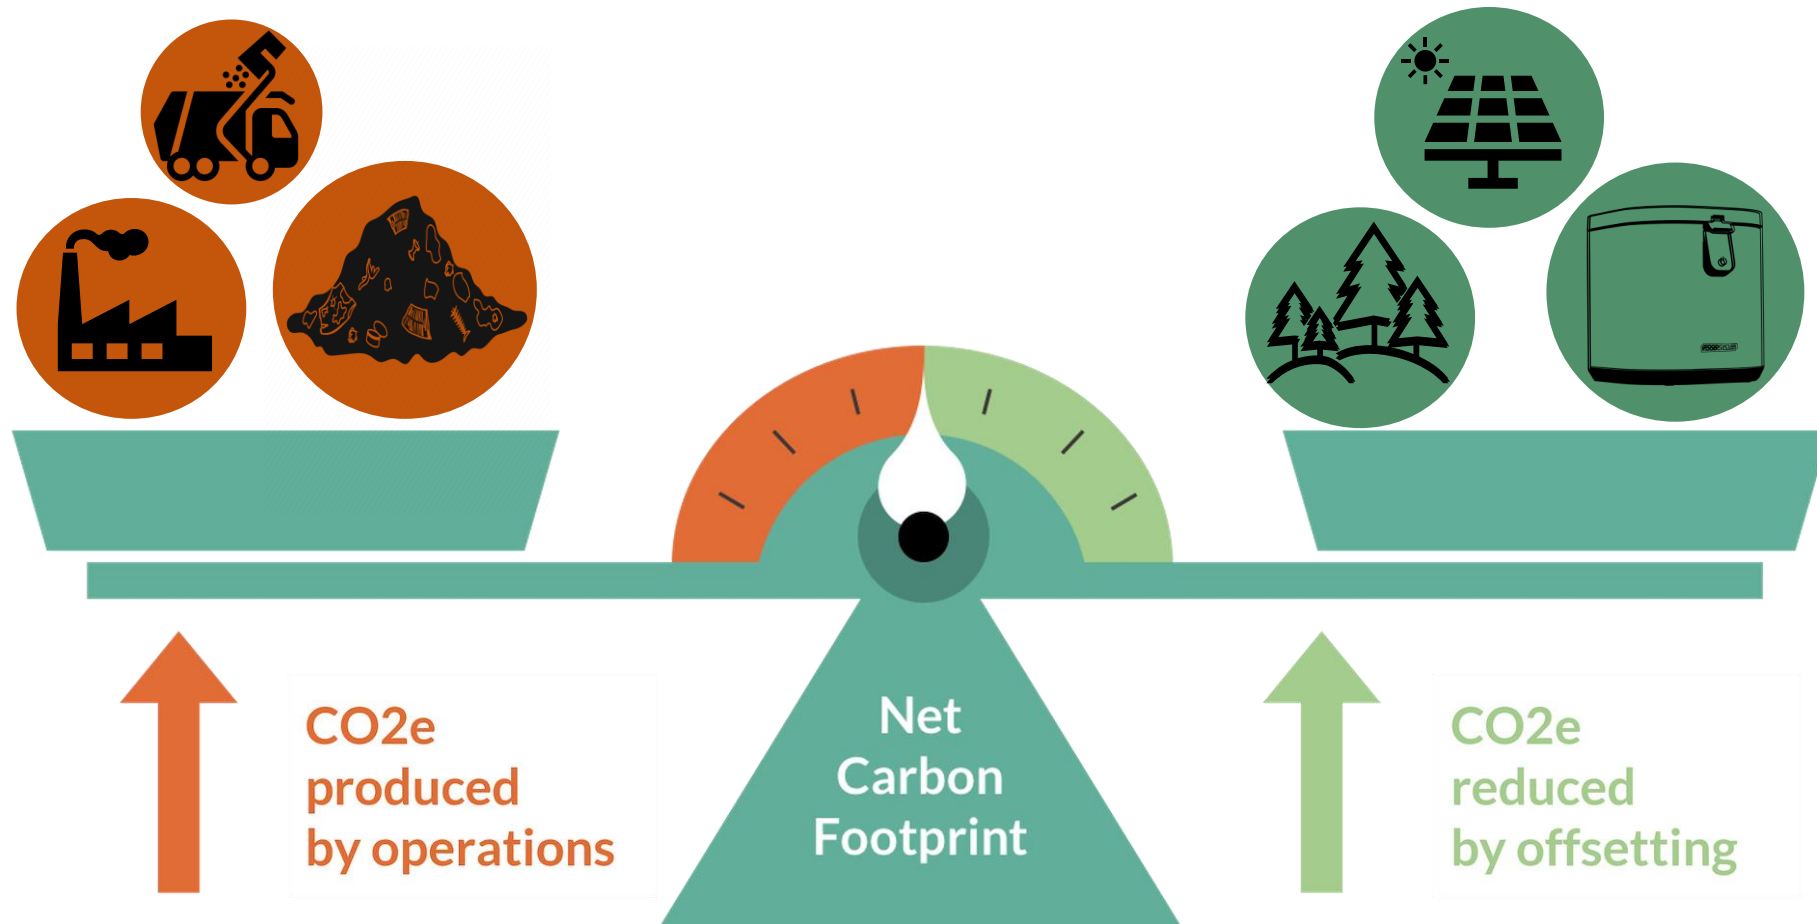 CO2e
produced
by operations
Net
Carbon
Footprint
CO2e
reduced
by offsetting